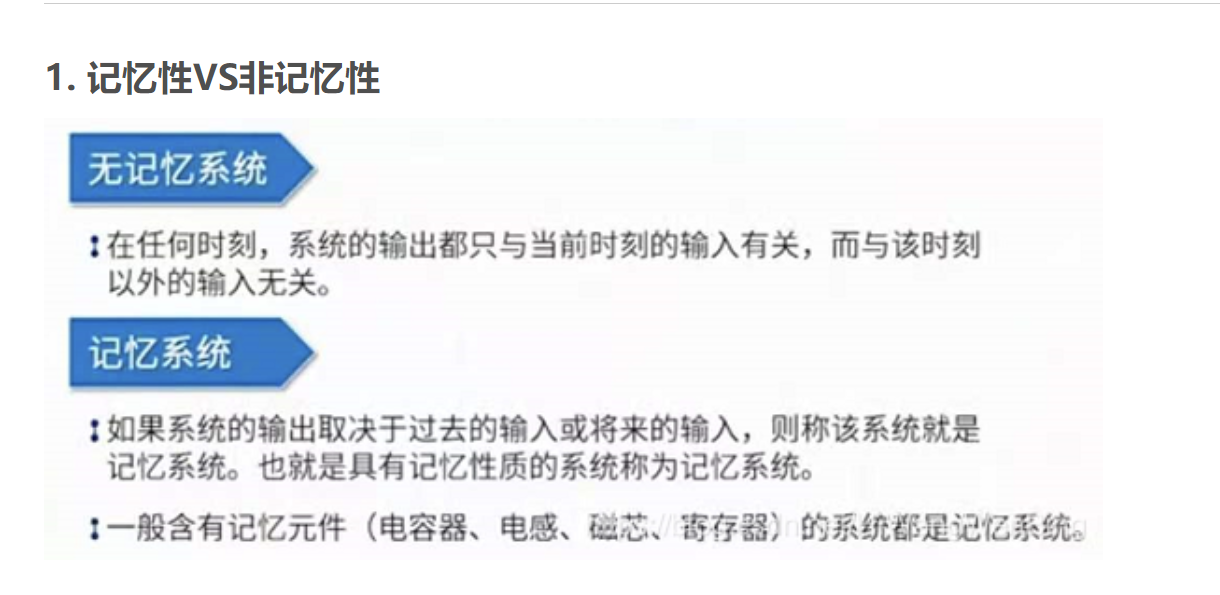 1. 记忆性VS非记忆性
无记忆系统
在任何时刻，系统的输出都只与当前时刻的输入有关，而与该时刻
以外的输入无关。
记忆系统
如果系统的输出取决于过去的输入或将来的输入，则称该系统就是
记忆系统。也就是具有记忆性质的系统称为记忆系统。
一般含有记忆元件（电容器、电感、磁芯、寄存器）的系统都是记忆系统。